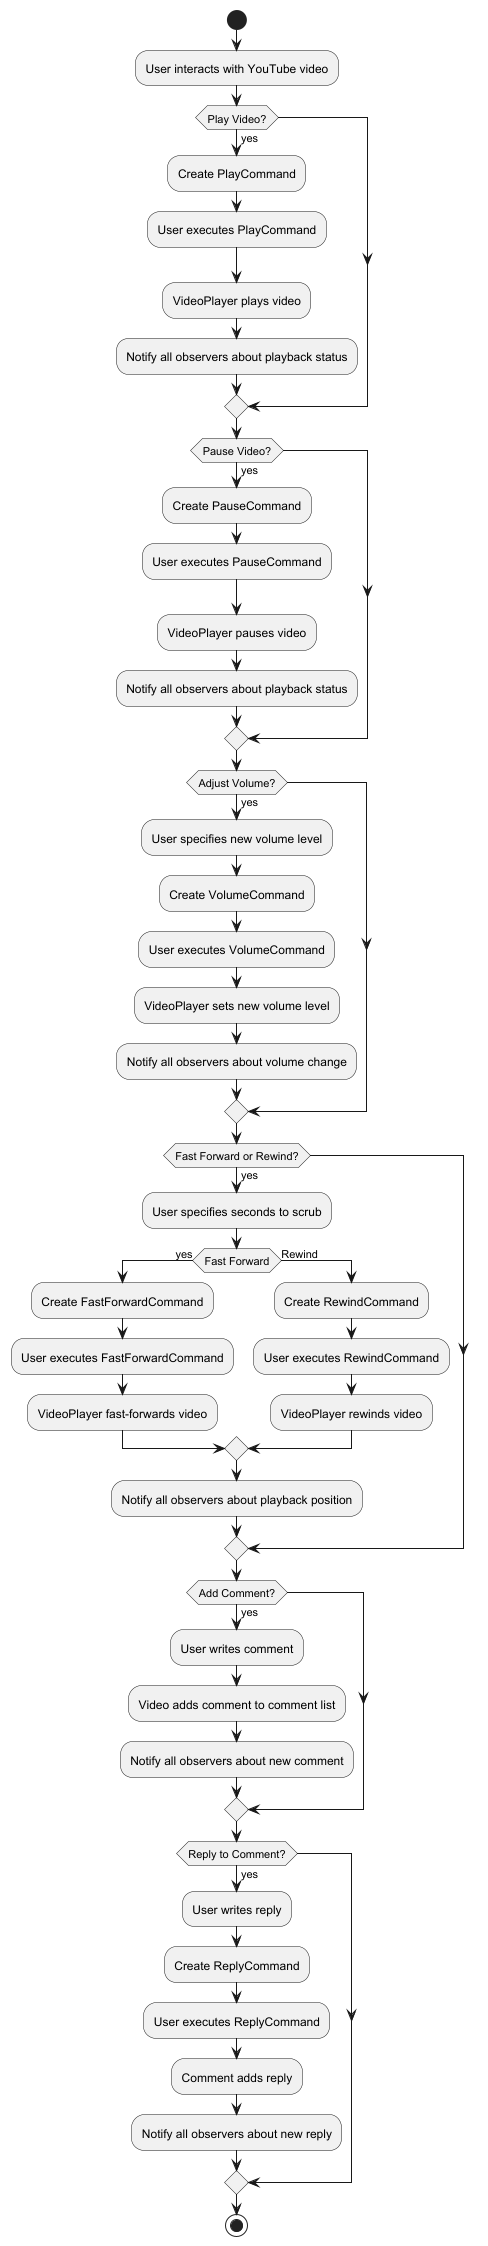 User interacts with YouTube video
Play Video?
yes
Create PlayCommand
User executes PlayCommand
VideoPlayer plays video
Notify all observers about playback status
Pause Video?
yes
Create PauseCommand
User executes PauseCommand
VideoPlayer pauses video
Notify all observers about playback status
Adjust Volume?
yes
User specifies new volume level
Create VolumeCommand
User executes VolumeCommand
VideoPlayer sets new volume level
Notify all observers about volume change
Fast Forward or Rewind?
yes
User specifies seconds to scrub
yes
Fast Forward
Rewind
Create FastForwardCommand
User executes FastForwardCommand
VideoPlayer fast-forwards video
Create RewindCommand
User executes RewindCommand
VideoPlayer rewinds video
Notify all observers about playback position
Add Comment?
yes
User writes comment
Video adds comment to comment list
Notify all observers about new comment
Reply to Comment?
yes
User writes reply
Create ReplyCommand
User executes ReplyCommand
Comment adds reply
Notify all observers about new reply